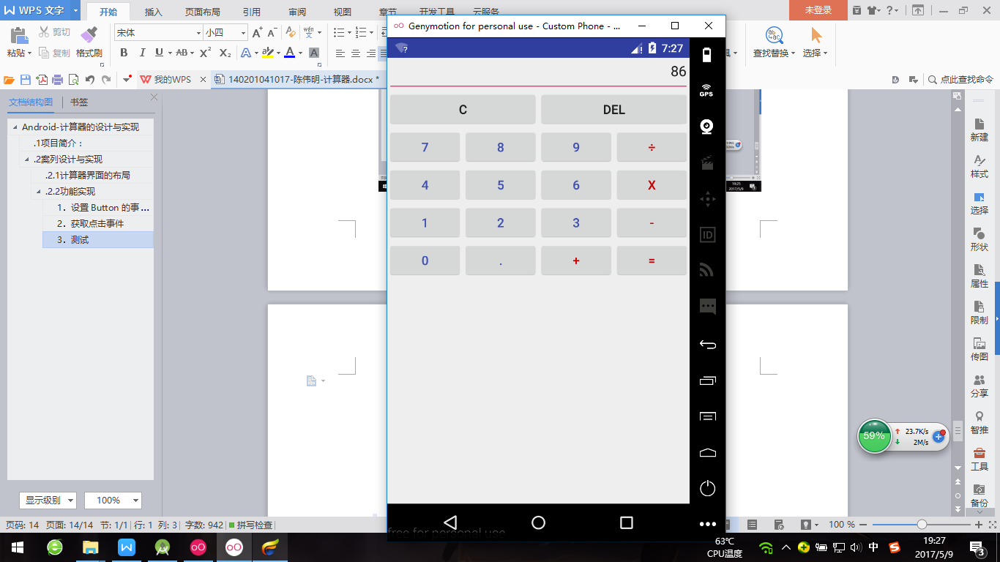 WPS 文字
开始 插入 页面布局 引用 审阅 视图 章节 开发工具 云服务
未登录
粘贴 剪切 复制 格式刷
宋体 小四
查找替换 选择
我的WPS
140201041017-陈伟明-计算器.docx *
点此查找命令
文档结构图 书签
Android-计算器的设计与实现
.1项目简介：
.2案列设计与实现
.2.1计算器界面的布局
.2.2功能实现
1. 设置 Button 的事...
2. 获取点击事件
3. 测试
显示级别 100%
Genymotion for personal use - Custom Phone - ...
7:27
86
C DEL
7 8 9 ÷
4 5 6 X
1 2 3 -
0 . + =
GPS
ID
free for personal use
19:25
2017/5/9
新建
样式
选择
形状
属性
限制
传图
分享
智推
工具
备份
59% 23.7K/s
2M/s
页码: 14 页面: 14/14 节: 1/1 行: 1 列: 3 字数: 942 拼写检查
100 %
63℃
CPU温度
中
19:27
2017/5/9
3